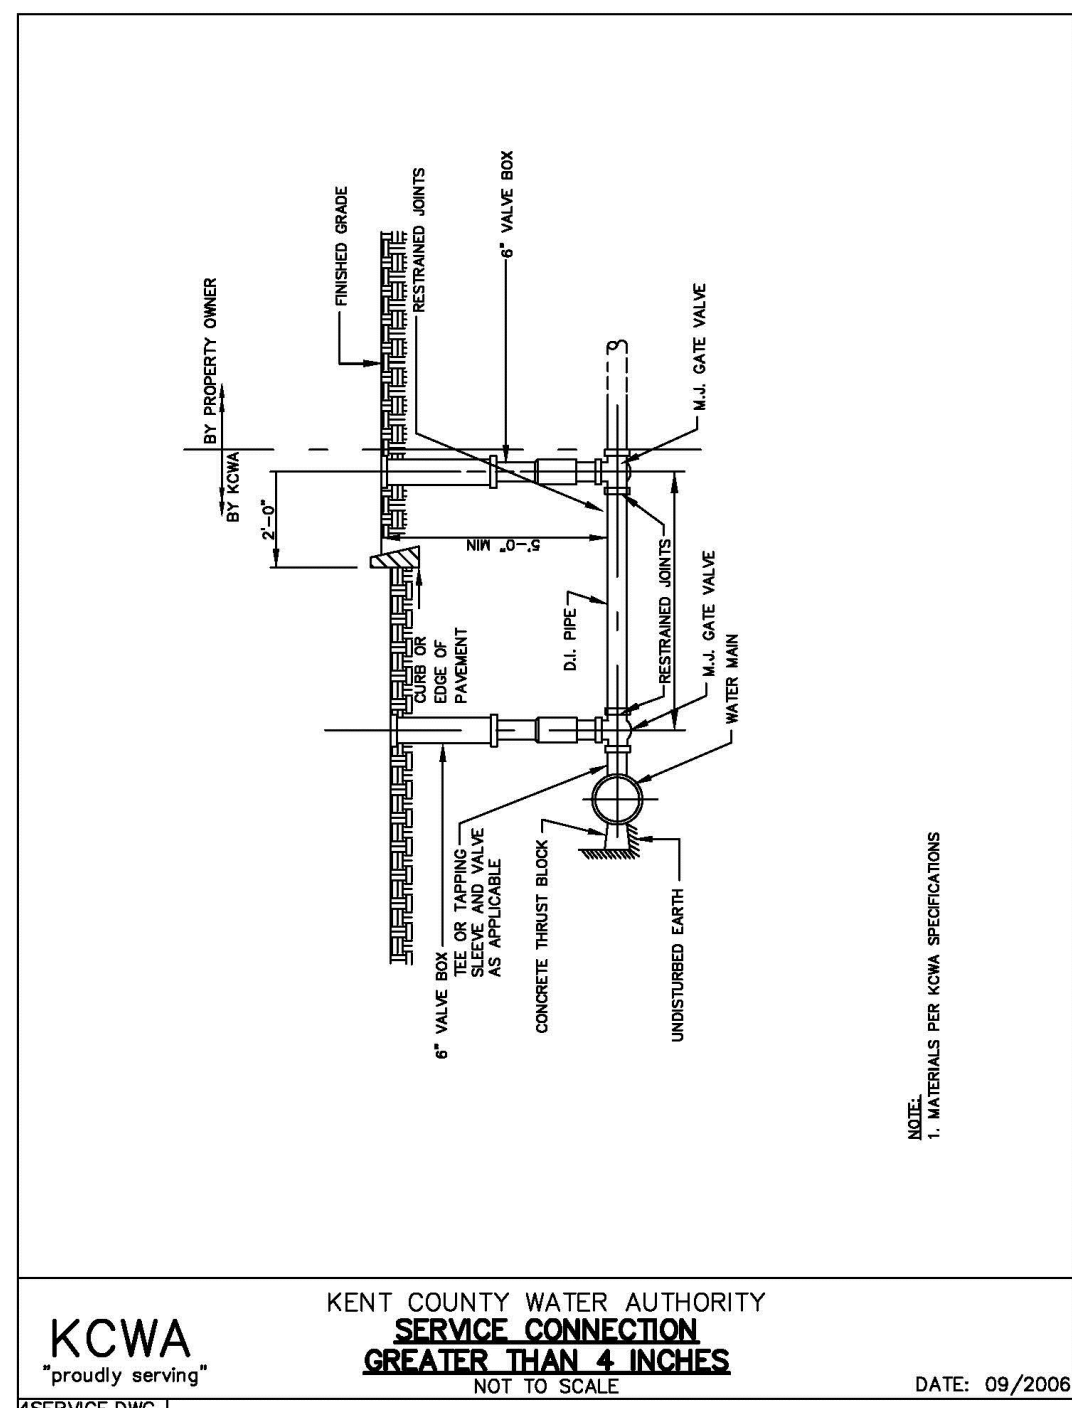 BY PROPERTY OWNER
BY KCWA
2'-0"
FINISHED GRADE
RESTRAINED JOINTS
6" VALVE BOX
M.J. GATE VALVE
5'-0" MIN
CURB OR
EDGE OF
PAVEMENT
D.I. PIPE
RESTRAINED JOINTS
M.J. GATE VALVE
WATER MAIN
6" VALVE BOX
TEE OR TAPPING
SLEEVE AND VALVE
AS APPLICABLE
CONCRETE THRUST BLOCK
UNDISTURBED EARTH
NOTE:
1. MATERIALS PER KCWA SPECIFICATIONS
KCWA
"proudly serving"
KENT COUNTY WATER AUTHORITY
SERVICE CONNECTION
GREATER THAN 4 INCHES
NOT TO SCALE
DATE: 09/2006
4SERVICE.DWG